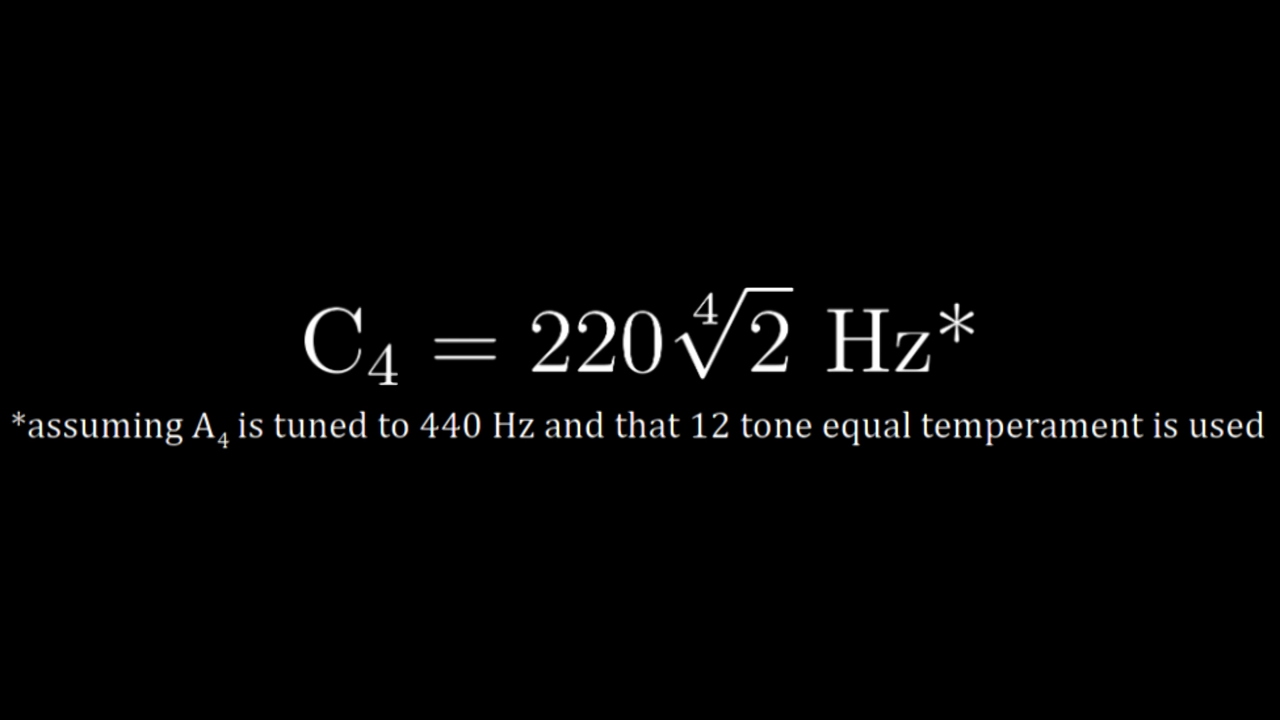 C₄ = 220∜2 Hz*
*assuming A₄ is tuned to 440 Hz and that 12 tone equal temperament is used